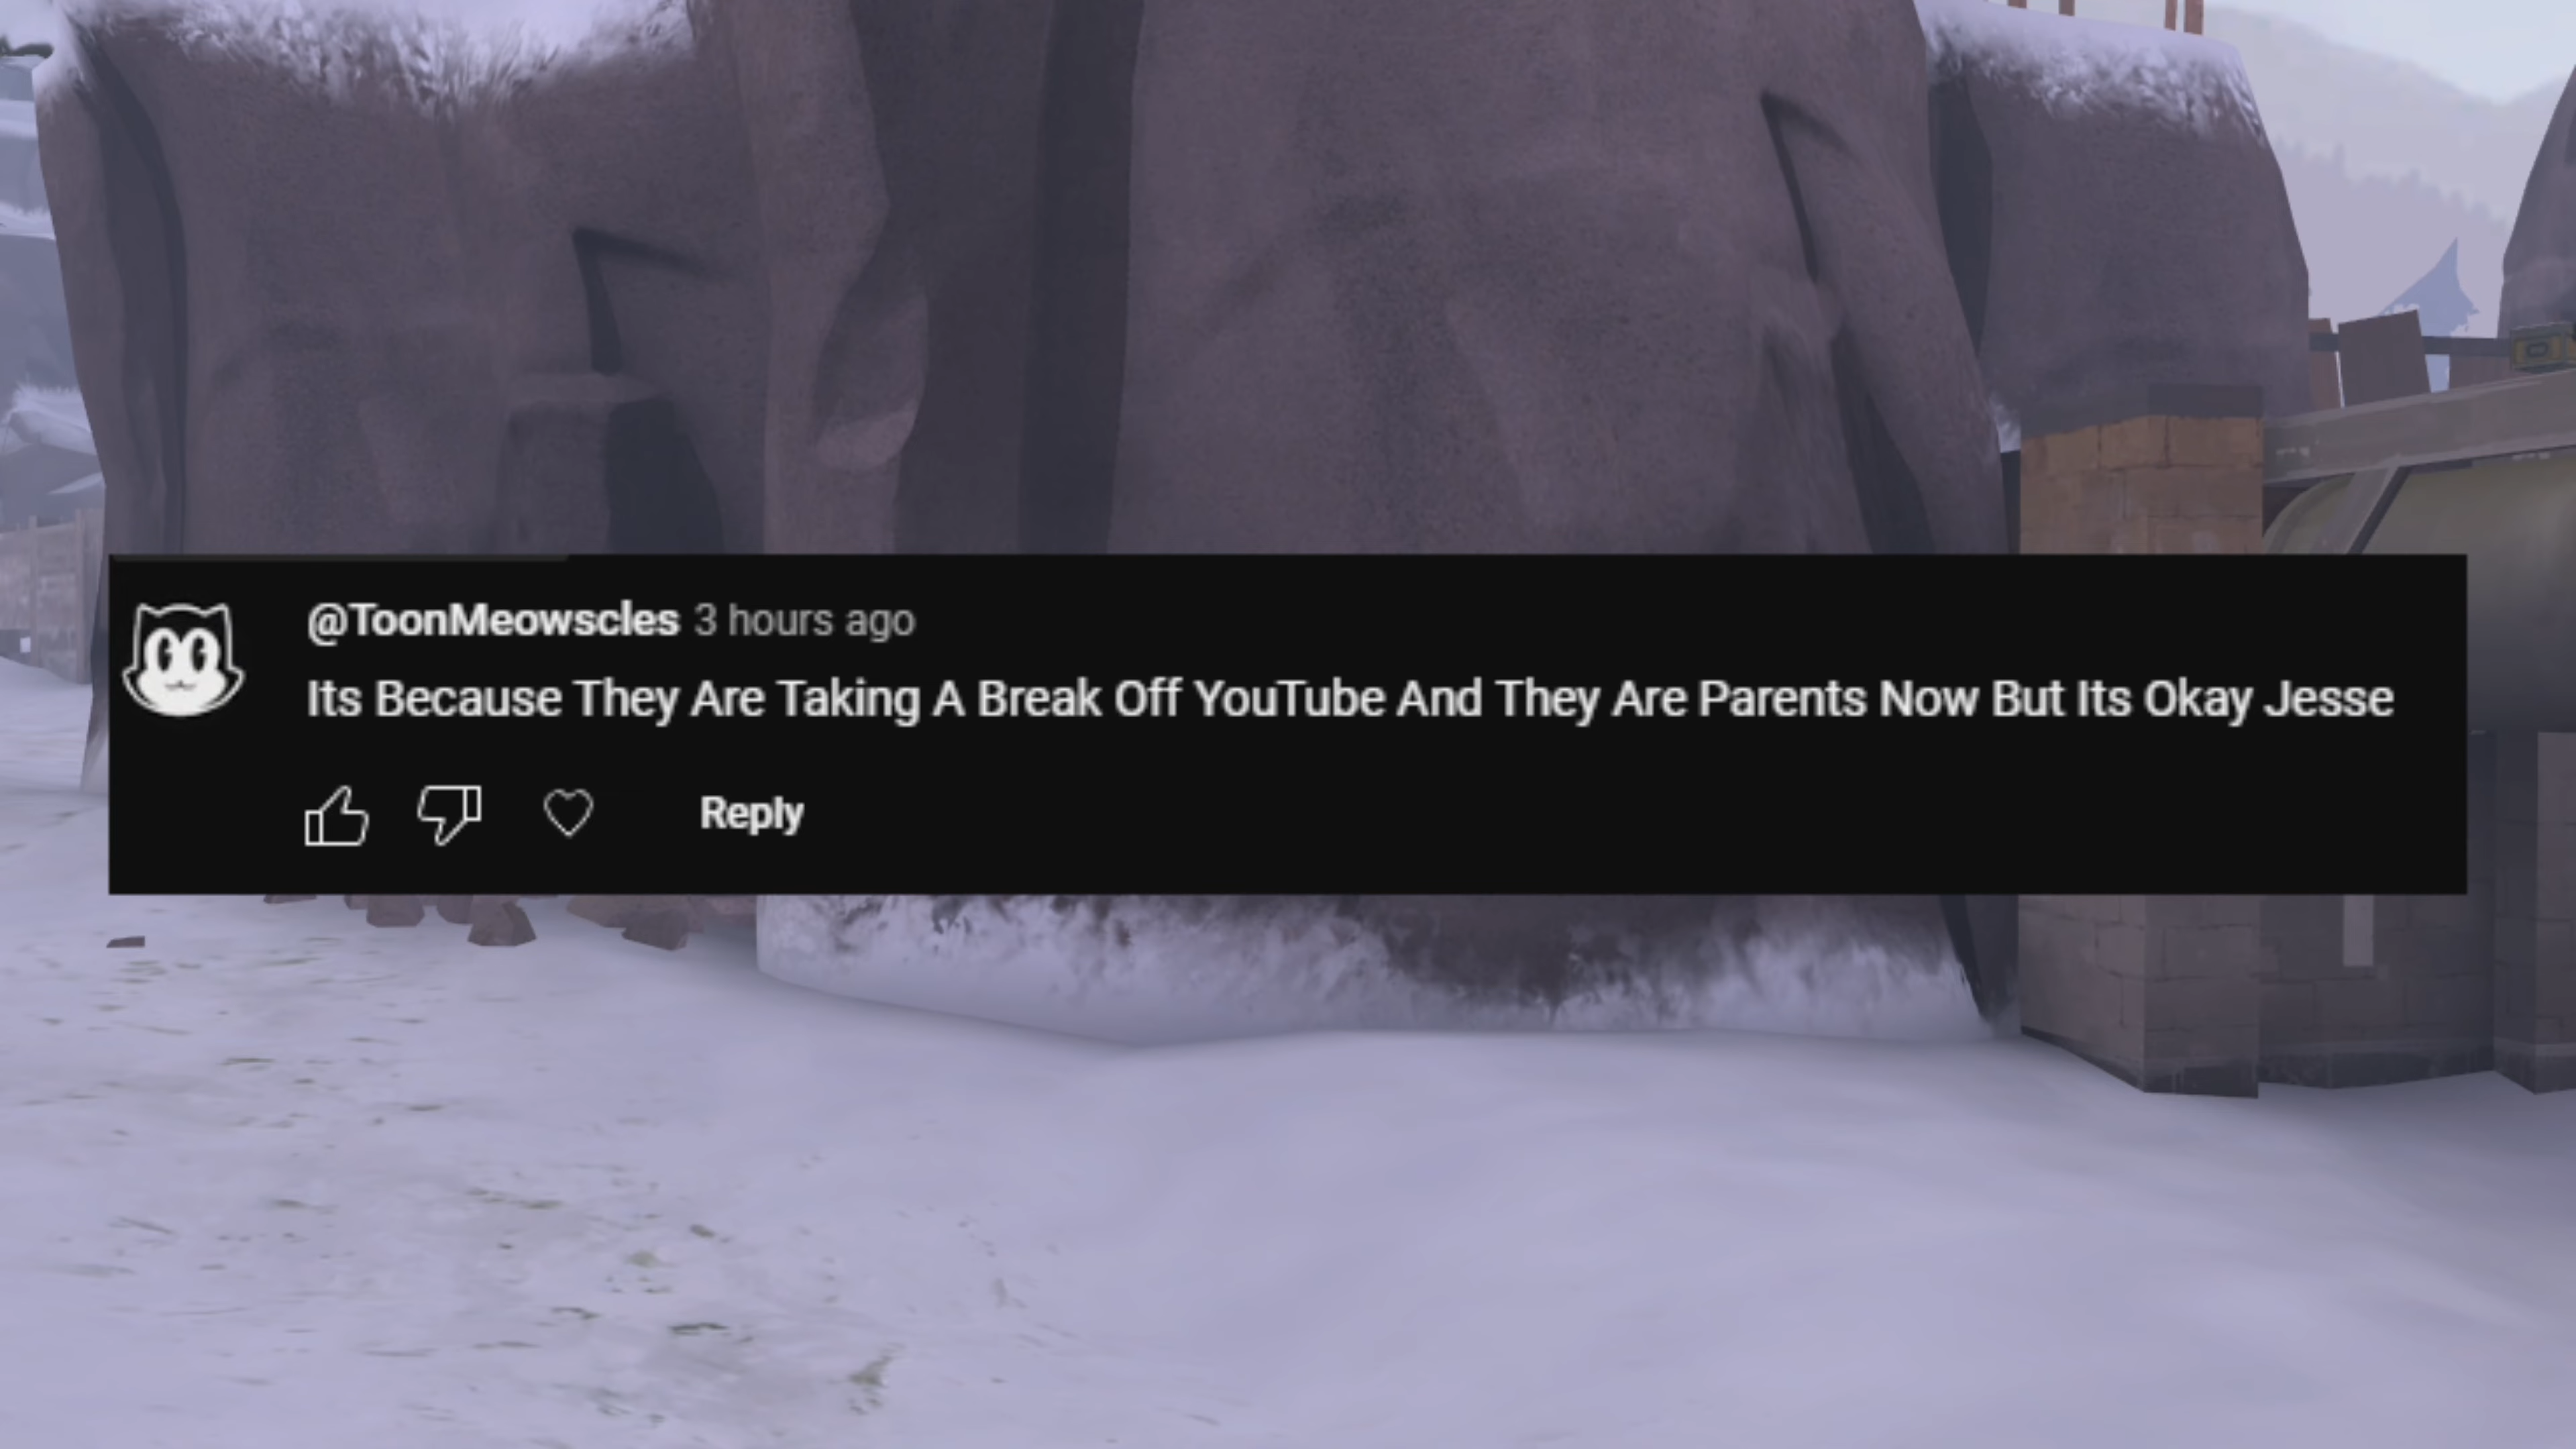 @ToonMeowscles 3 hours ago
Its Because They Are Taking A Break Off YouTube And They Are Parents Now But Its Okay Jesse
Reply